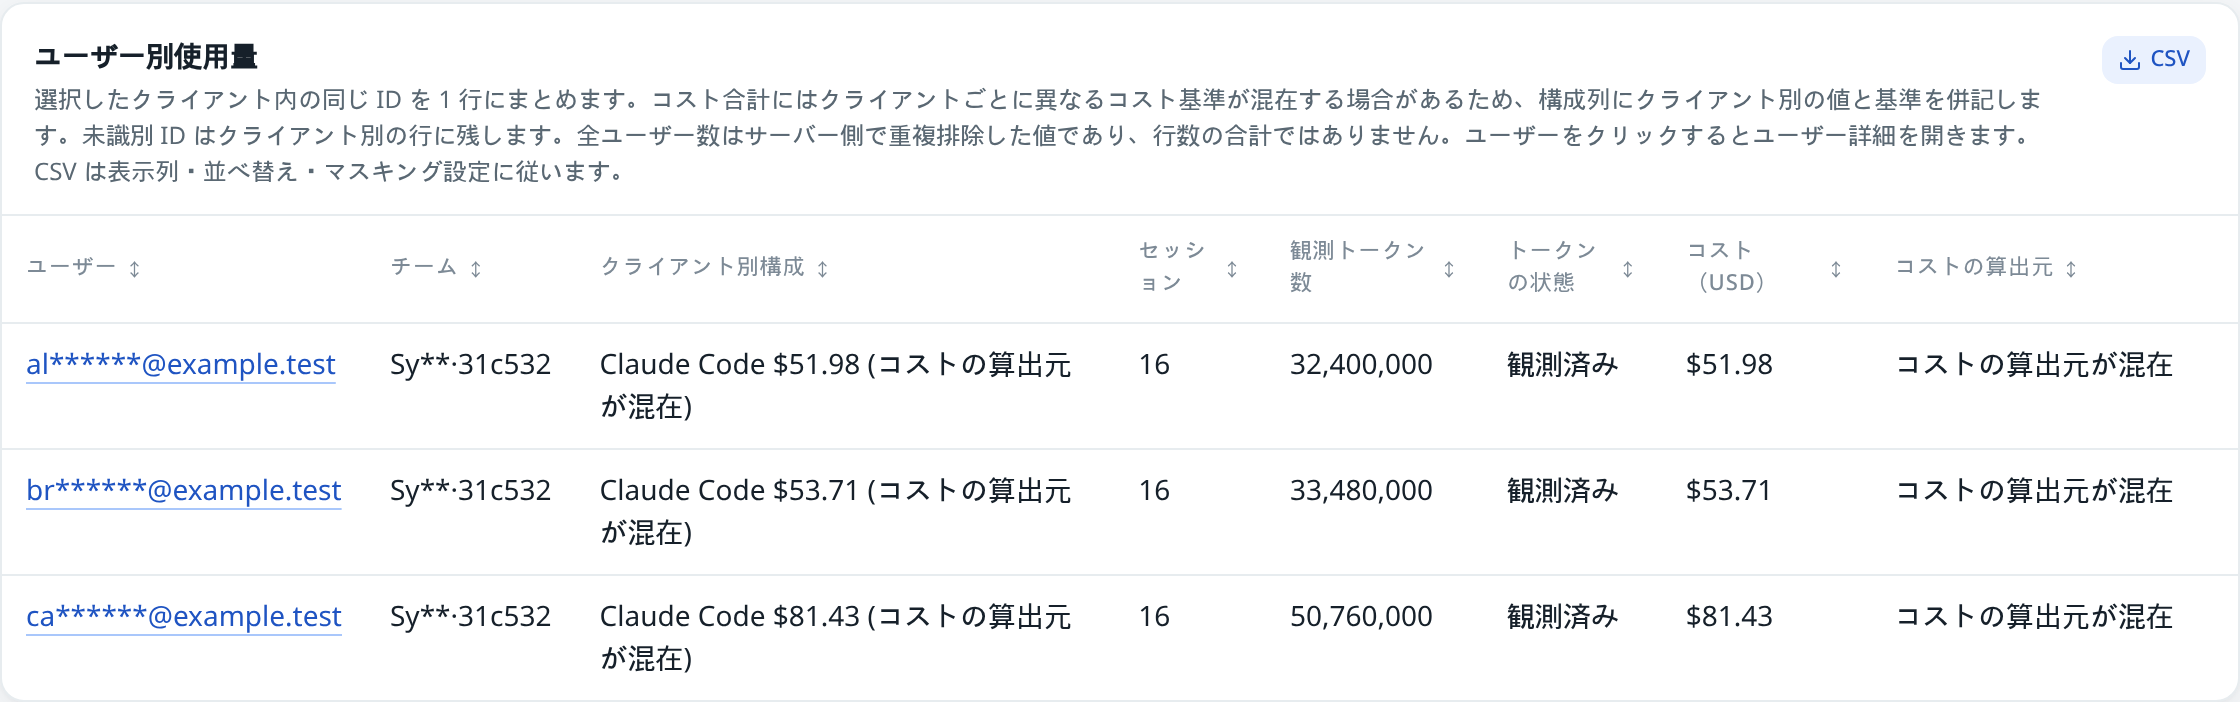 ユーザー別使用量
CSV
選択したクライアント内の同じ ID を 1 行にまとめます。コスト合計にはクライアントごとに異なるコスト基準が混在する場合があるため、構成列にクライアント別の値と基準を併記しま
す。未識別 ID はクライアント別の行に残します。全ユーザー数はサーバー側で重複排除した値であり、行数の合計ではありません。ユーザーをクリックするとユーザー詳細を開きます。
CSV は表示列・並べ替え・マスキング設定に従います。
ユーザー ↕ チーム ↕ クライアント別構成 ↕ セッション ↕ 観測トークン数 ↕ トークンの状態 ↕ コスト（USD） ↕ コストの算出元 ↕
al******@example.test Sy**·31c532 Claude Code $51.98 (コストの算出元 16 32,400,000 観測済み $51.98 コストの算出元が混在
が混在)
br******@example.test Sy**·31c532 Claude Code $53.71 (コストの算出元 16 33,480,000 観測済み $53.71 コストの算出元が混在
が混在)
ca******@example.test Sy**·31c532 Claude Code $81.43 (コストの算出元 16 50,760,000 観測済み $81.43 コストの算出元が混在
が混在)